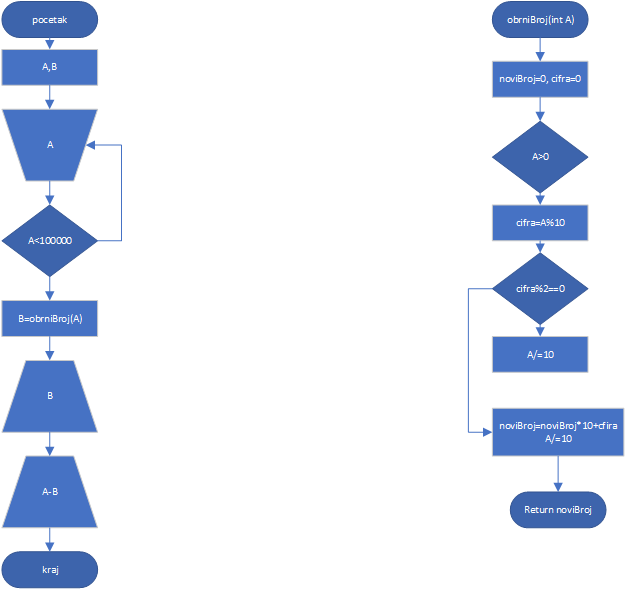 pocetak
A,B
A
A<100000
B=obrniBroj(A)
B
A-B
kraj
obrniBroj(int A)
noviBroj=0, cifra=0
A>0
cifra=A%10
cifra%2==0
A/=10
noviBroj=noviBroj*10+cfira
A/=10
Return noviBroj